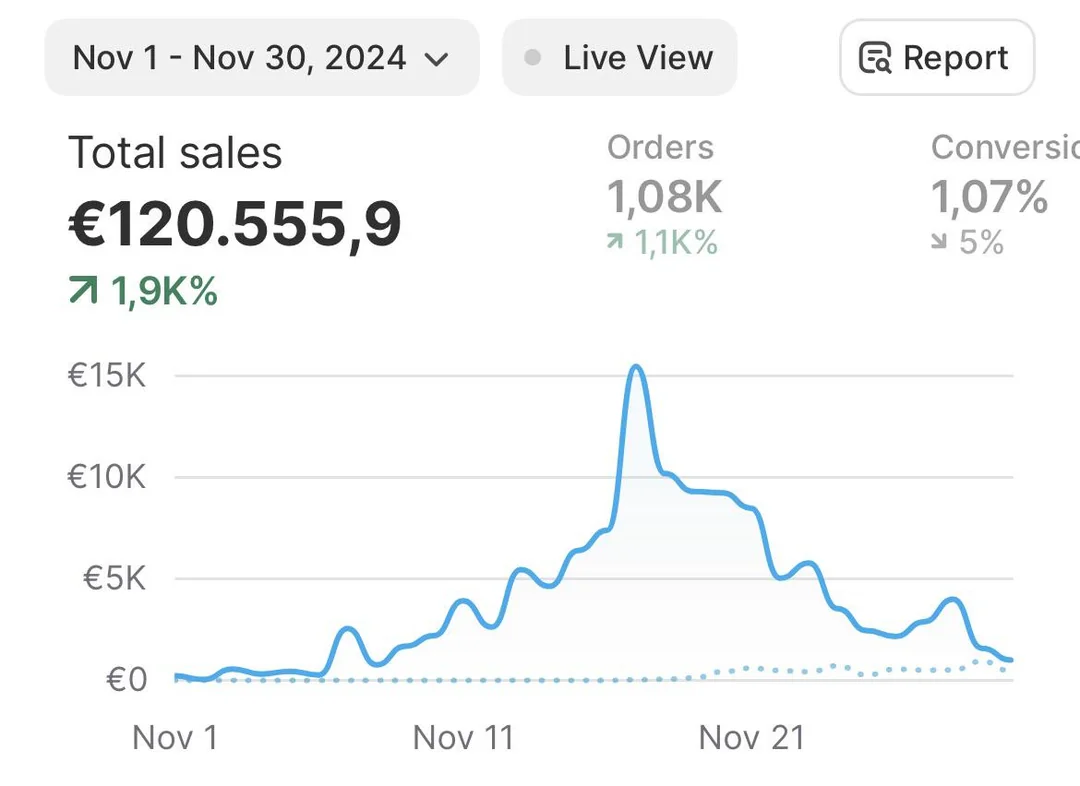 Nov 1 - Nov 30, 2024
Live View
Report
Total sales
€120.555,9
1,9K%
Orders
1,08K
1,1K%
Conversio
1,07%
5%
€15K
€10K
€5K
€0
Nov 1
Nov 11
Nov 21